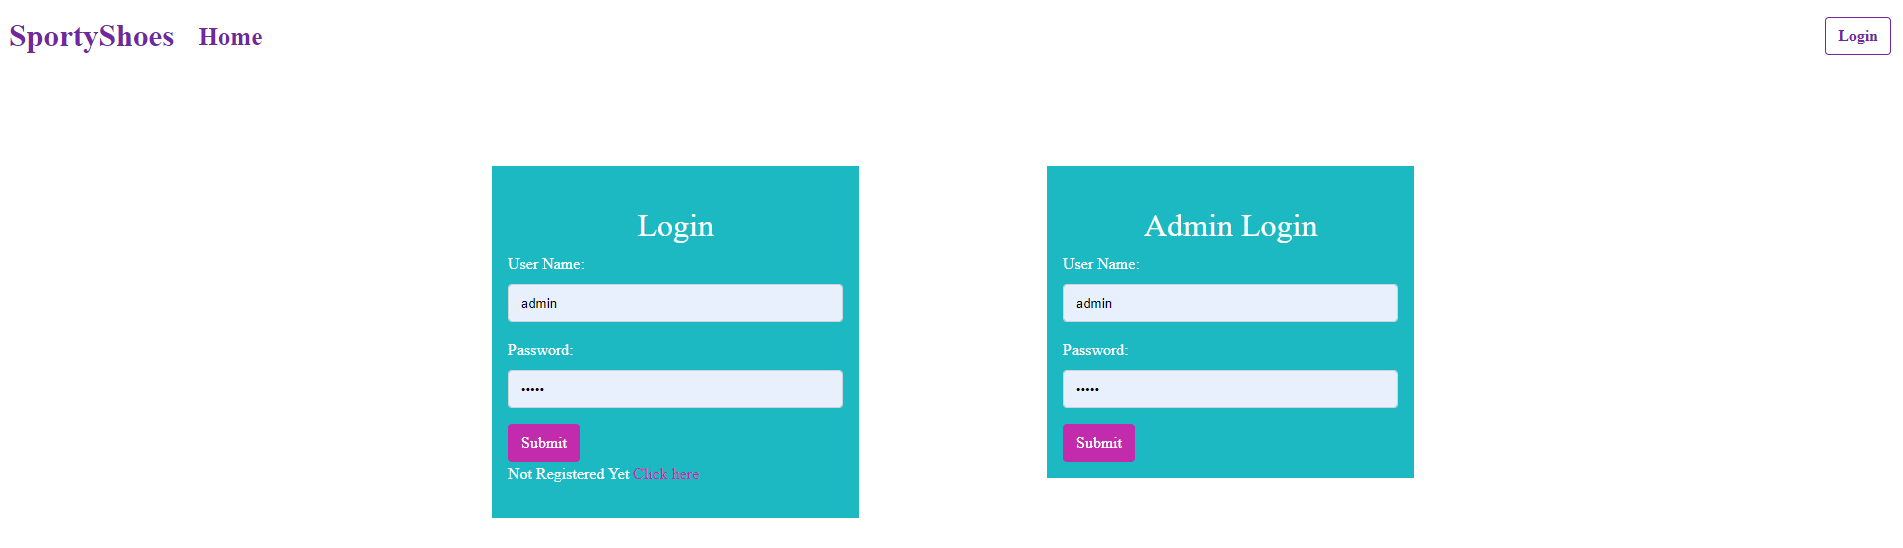 SportyShoes Home Login
Login
User Name:
admin
Password:
•••••
Submit
Not Registered Yet Click here
Admin Login
User Name:
admin
Password:
•••••
Submit